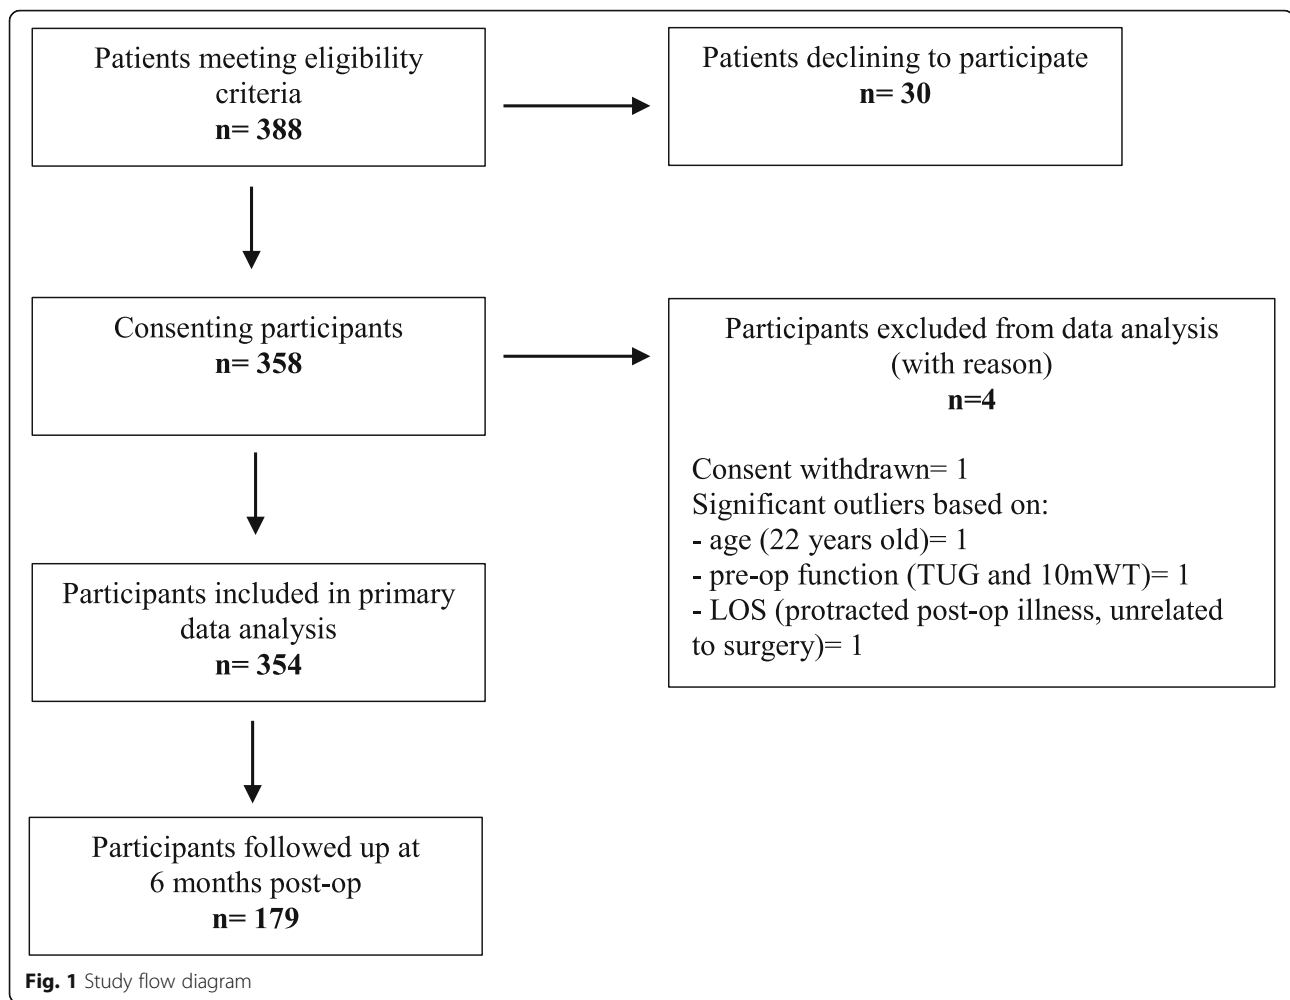 Patients meeting eligibility
criteria
n= 388
Patients declining to participate
n= 30
Consenting participants
n= 358
Participants excluded from data analysis
(with reason)
n=4
Consent withdrawn= 1
Significant outliers based on:
- age (22 years old)= 1
- pre-op function (TUG and 10mWT)= 1
- LOS (protracted post-op illness, unrelated
to surgery)= 1
Participants included in primary
data analysis
n= 354
Participants followed up at
6 months post-op
n= 179
Fig. 1 Study flow diagram